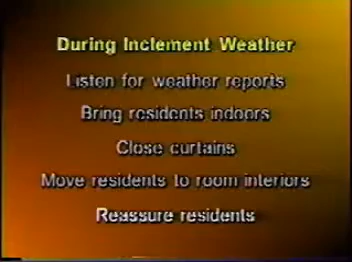 During Inclement Weather
Listen for weather reports
Bring residents indoors
Close curtains
Move residents to room interiors
Reassure residents